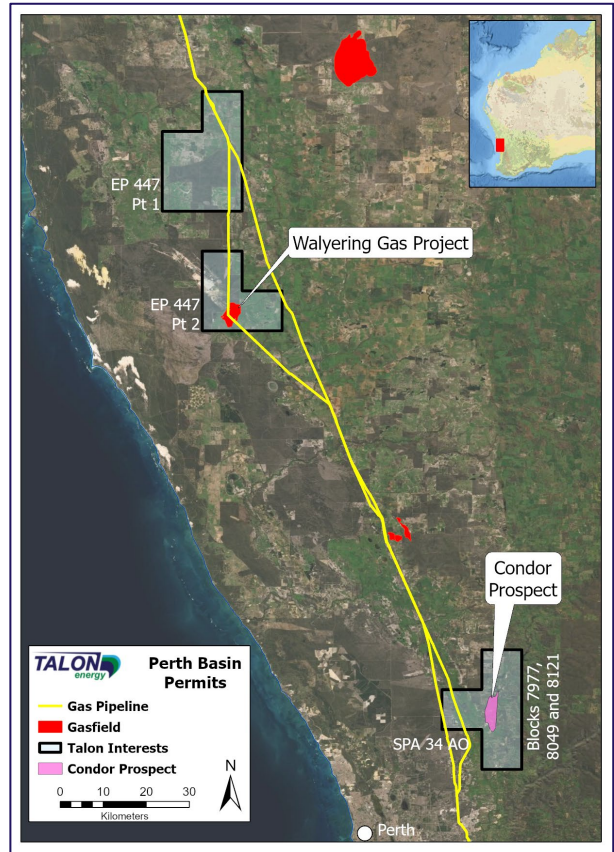 EP 447
Pt 1
Walyering Gas Project
EP 447
Pt 2
Condor
Prospect
Blocks 7977,
8049 and 8121
SPA 34 AO
Perth
TALON
energy
Perth Basin
Permits
Gas Pipeline
Gasfield
Talon Interests
Condor Prospect
N
0 10 20 30
Kilometers